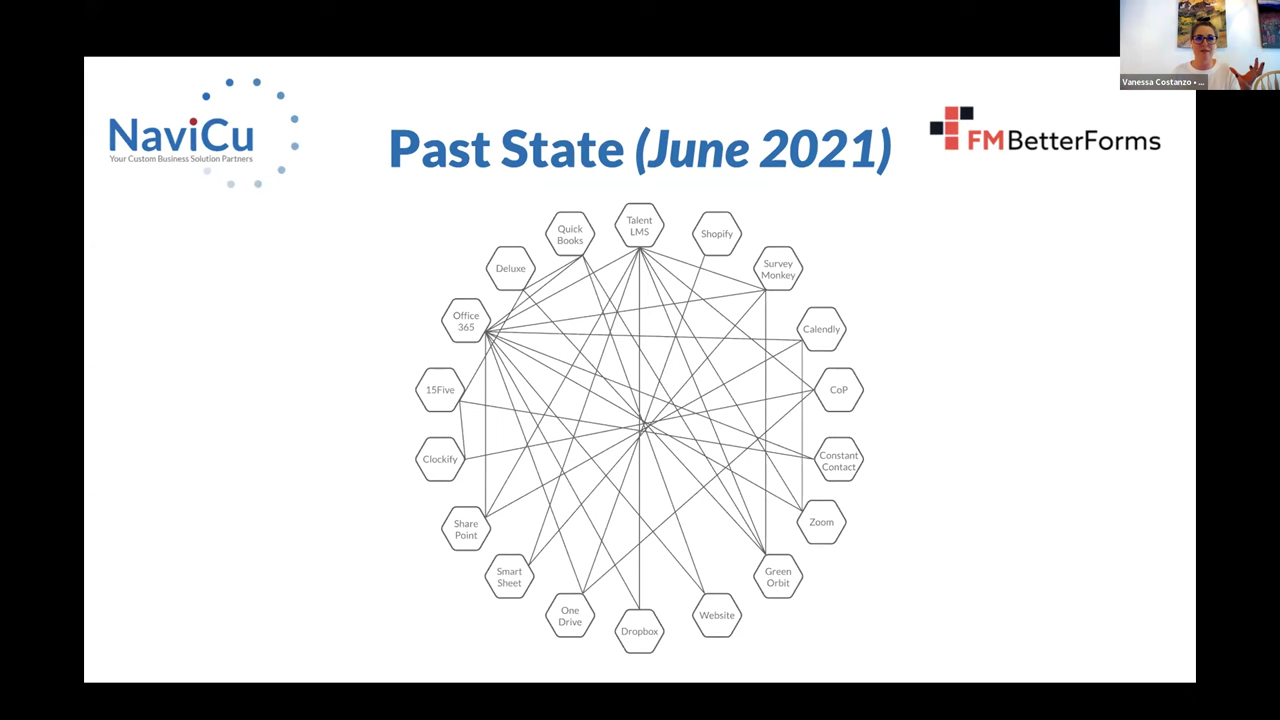 Vanessa Costanzo • ...
NaviCu
Your Custom Business Solution Partners
Past State (June 2021)
FMBetterForms
Talent
LMS
Quick
Books
Shopify
Deluxe
Survey
Monkey
Office
365
Calendly
15Five
CoP
Clockify
Constant
Contact
Share
Point
Zoom
Smart
Sheet
Green
Orbit
One
Drive
Website
Dropbox